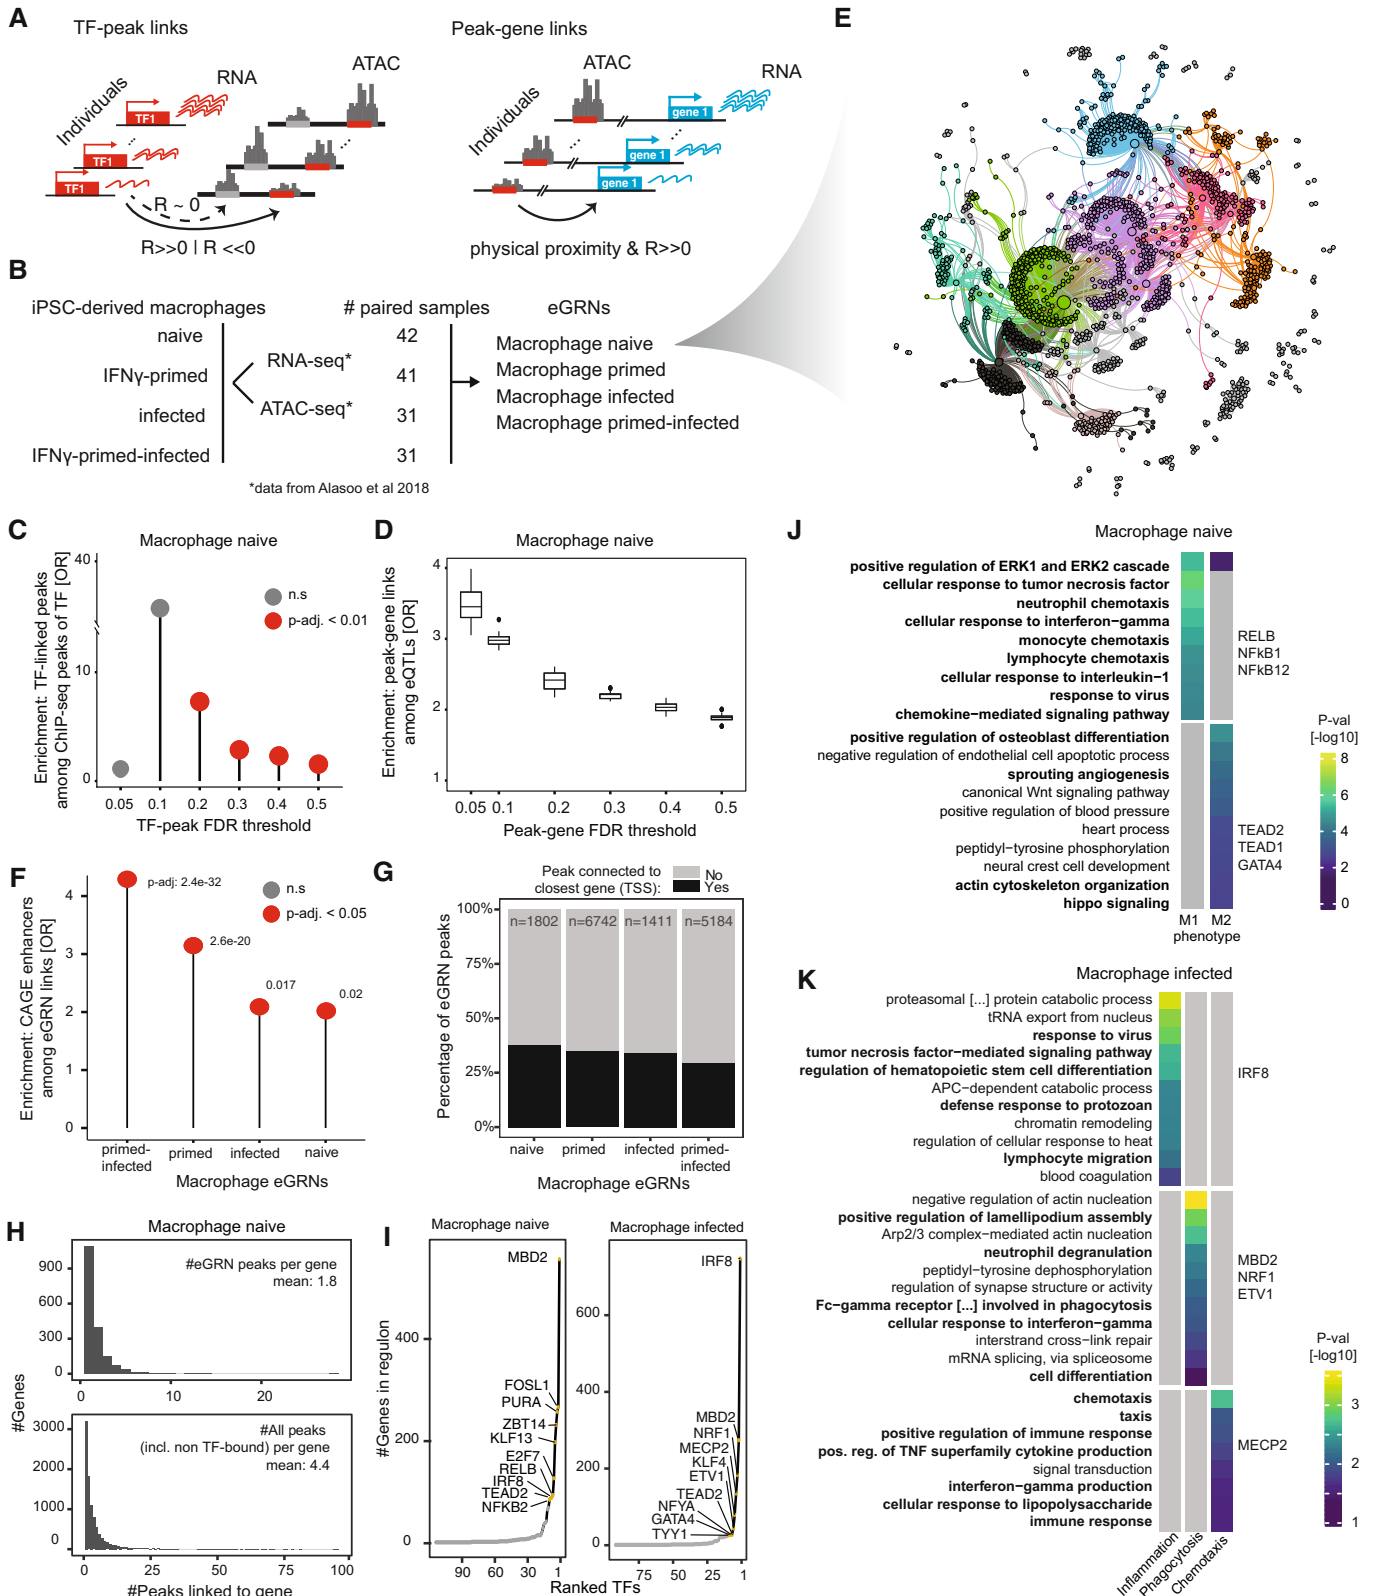 A
TF-peak links
Individuals
RNA
ATAC
TF1
TF1
TF1
R ~ 0
R>>0 | R <<0
Peak-gene links
Individuals
ATAC
RNA
gene 1
gene 1
gene 1
physical proximity & R>>0
B
iPSC-derived macrophages
naive
IFNγ-primed
infected
IFNγ-primed-infected
RNA-seq*
ATAC-seq*
# paired samples
42
41
31
31
eGRNs
Macrophage naive
Macrophage primed
Macrophage infected
Macrophage primed-infected
*data from Alasoo et al 2018
E
C
Macrophage naive
Enrichment: TF-linked peaks
among ChIP-seq peaks of TF [OR]
40
10
0
n.s
p-adj. < 0.01
0.05 0.1 0.2 0.3 0.4 0.5
TF-peak FDR threshold
D
Macrophage naive
Enrichment: peak-gene links
among eQTLs [OR]
4
3
2
1
0.05 0.1 0.2 0.3 0.4 0.5
Peak-gene FDR threshold
F
Enrichment: CAGE enhancers
among eGRN links [OR]
4
3
2
1
0
p-adj: 2.4e-32
2.6e-20
0.017
0.02
n.s
p-adj. < 0.05
primed-
infected
primed
infected
naive
Macrophage eGRNs
G
Peak connected to
closest gene (TSS):
No
Yes
Percentage of eGRN peaks
100%
75%
50%
25%
0%
n=1802
n=6742
n=1411
n=5184
naive
primed
infected
primed-
infected
Macrophage eGRNs
H
Macrophage naive
#Genes
900
600
300
0
#eGRN peaks per gene
mean: 1.8
0 10 20
3000
2000
1000
0
#All peaks
(incl. non TF-bound) per gene
mean: 4.4
0 25 50 75 100
#Peaks linked to gene
I
Macrophage naive
#Genes in regulon
400
200
0
MBD2
FOSL1
PURA
ZBT14
KLF13
E2F7
RELB
IRF8
TEAD2
NFKB2
90 60 30 1
Macrophage infected
600
400
200
0
IRF8
MBD2
NRF1
MECP2
KLF4
ETV1
TEAD2
NFYA
GATA4
TYY1
75 50 25 1
Ranked TFs
J
Macrophage naive
positive regulation of ERK1 and ERK2 cascade
cellular response to tumor necrosis factor
neutrophil chemotaxis
cellular response to interferon−gamma
monocyte chemotaxis
lymphocyte chemotaxis
cellular response to interleukin−1
response to virus
chemokine−mediated signaling pathway
RELB
NFkB1
NFkB12
positive regulation of osteoblast differentiation
negative regulation of endothelial cell apoptotic process
sprouting angiogenesis
canonical Wnt signaling pathway
positive regulation of blood pressure
heart process
peptidyl−tyrosine phosphorylation
neural crest cell development
actin cytoskeleton organization
hippo signaling
TEAD2
TEAD1
GATA4
M1 M2
phenotype
P-val
[-log10]
8
6
4
2
0
K
Macrophage infected
proteasomal [...] protein catabolic process
tRNA export from nucleus
response to virus
tumor necrosis factor−mediated signaling pathway
regulation of hematopoietic stem cell differentiation
APC−dependent catabolic process
defense response to protozoan
chromatin remodeling
regulation of cellular response to heat
lymphocyte migration
blood coagulation
IRF8
negative regulation of actin nucleation
positive regulation of lamellipodium assembly
Arp2/3 complex−mediated actin nucleation
neutrophil degranulation
peptidyl−tyrosine dephosphorylation
regulation of synapse structure or activity
Fc−gamma receptor [...] involved in phagocytosis
cellular response to interferon−gamma
interstrand cross−link repair
mRNA splicing, via spliceosome
cell differentiation
MBD2
NRF1
ETV1
chemotaxis
taxis
positive regulation of immune response
pos. reg. of TNF superfamily cytokine production
signal transduction
interferon−gamma production
cellular response to lipopolysaccharide
immune response
MECP2
Inflammation
Phagocytosis
Chemotaxis
P-val
[-log10]
3
2
1